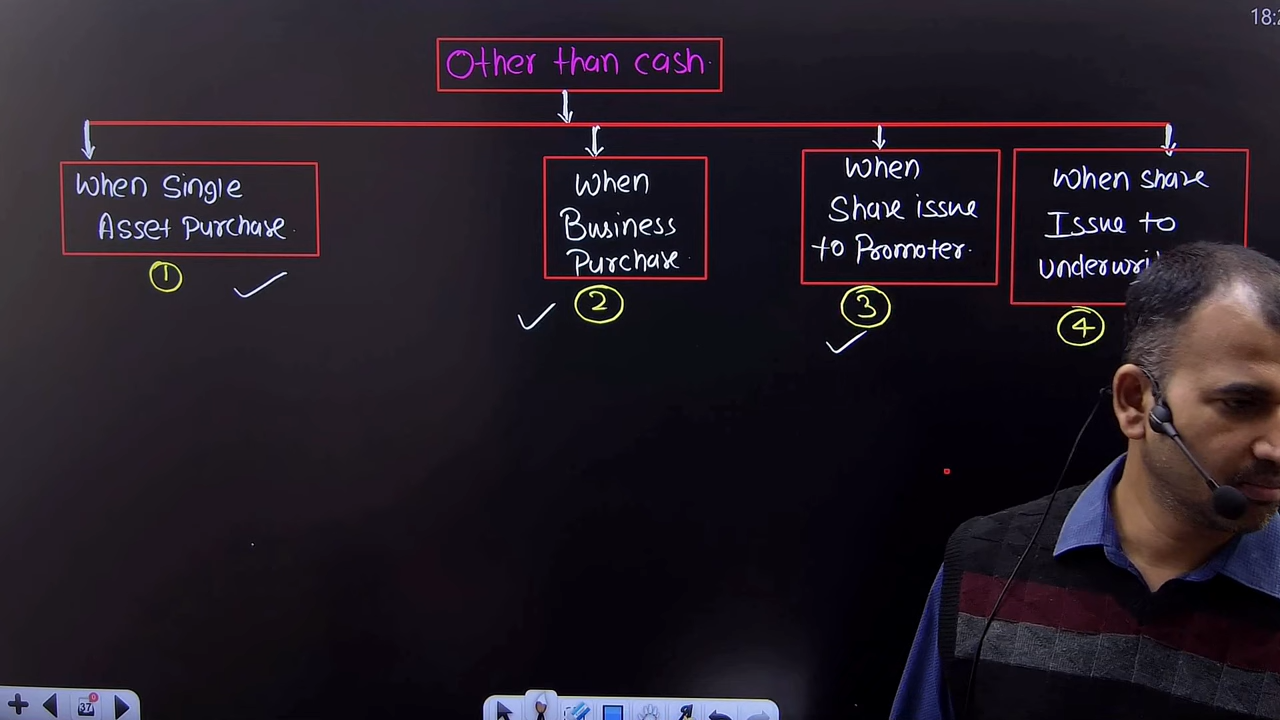 18:2
Other than cash.
When Single
Asset Purchase.
1
When
Business
Purchase.
2
When
Share issue
to Promoter.
3
When share
Issue to
4
37